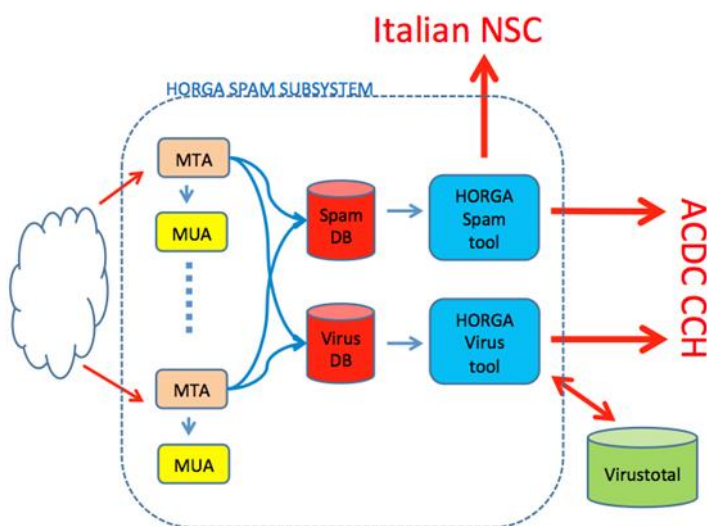 Italian NSC
HORGA SPAM SUBSYSTEM
MTA
MUA
Spam
DB
HORGA
Spam
tool
ACDC CCH
Virus
DB
HORGA
Virus
tool
MTA
MUA
Virustotal